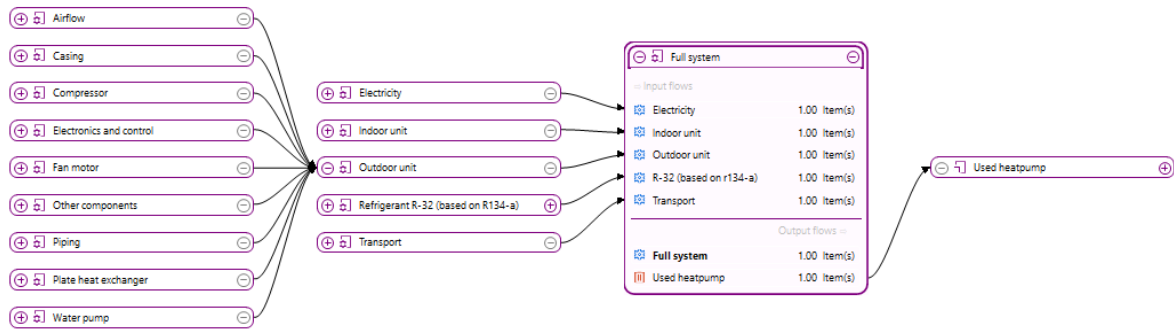 Airflow
Casing
Compressor
Electronics and control
Fan motor
Other components
Piping
Plate heat exchanger
Water pump
Electricity
Indoor unit
Outdoor unit
Refrigerant R-32 (based on R134-a)
Transport
Full system
Input flows
Electricity 1.00 Item(s)
Indoor unit 1.00 Item(s)
Outdoor unit 1.00 Item(s)
R-32 (based on r134-a) 1.00 Item(s)
Transport 1.00 Item(s)
Output flows
Full system 1.00 Item(s)
Used heatpump 1.00 Item(s)
Used heatpump